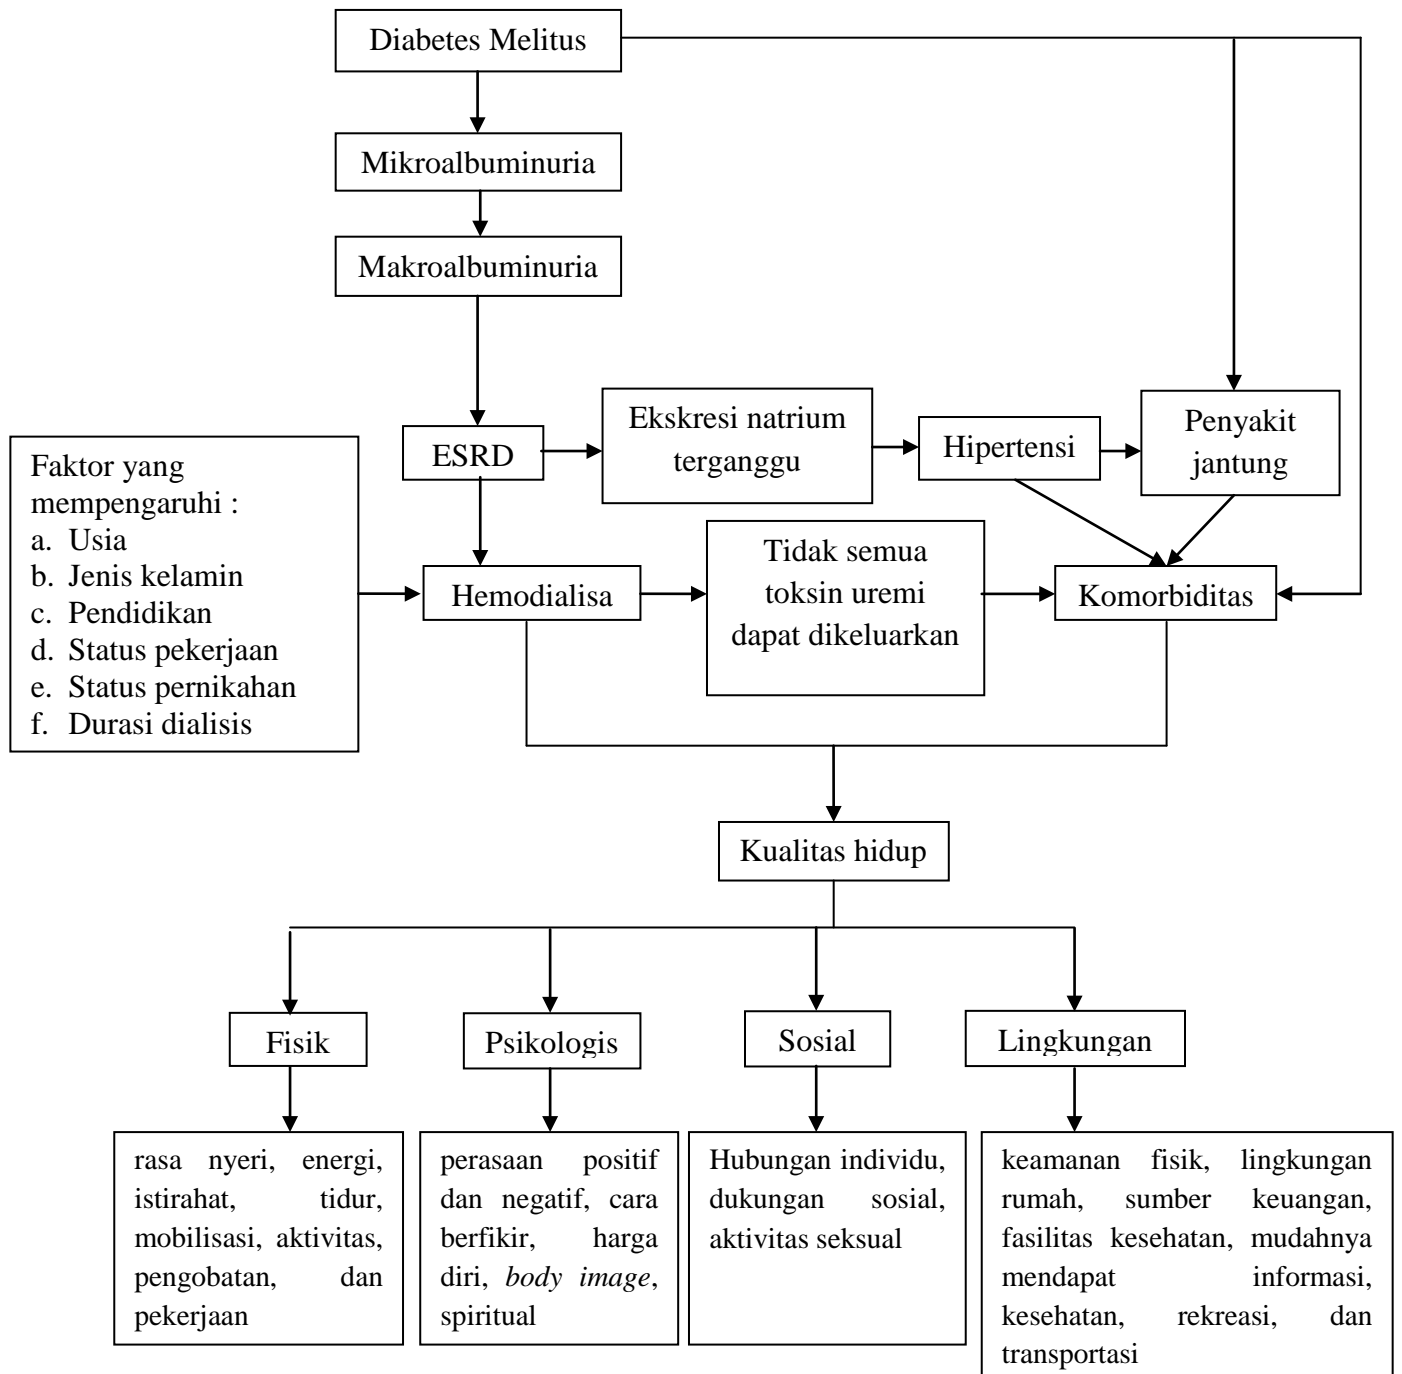 Diabetes Melitus
Mikroalbuminuria
Makroalbuminuria
Ekskresi natrium
terganggu
Hipertensi
Penyakit
jantung
ESRD
Faktor yang
mempengaruhi :
a. Usia
b. Jenis kelamin
c. Pendidikan
d. Status pekerjaan
e. Status pernikahan
f. Durasi dialisis
Hemodialisa
Tidak semua
toksin uremi
dapat dikeluarkan
Komorbiditas
Kualitas hidup
Fisik
Psikologis
Sosial
Lingkungan
rasa nyeri, energi,
istirahat, tidur,
mobilisasi, aktivitas,
pengobatan, dan
pekerjaan
perasaan positif
dan negatif, cara
berfikir, harga
diri, body image,
spiritual
Hubungan individu,
dukungan sosial,
aktivitas seksual
keamanan fisik, lingkungan
rumah, sumber keuangan,
fasilitas kesehatan, mudahnya
mendapat informasi,
kesehatan, rekreasi, dan
transportasi